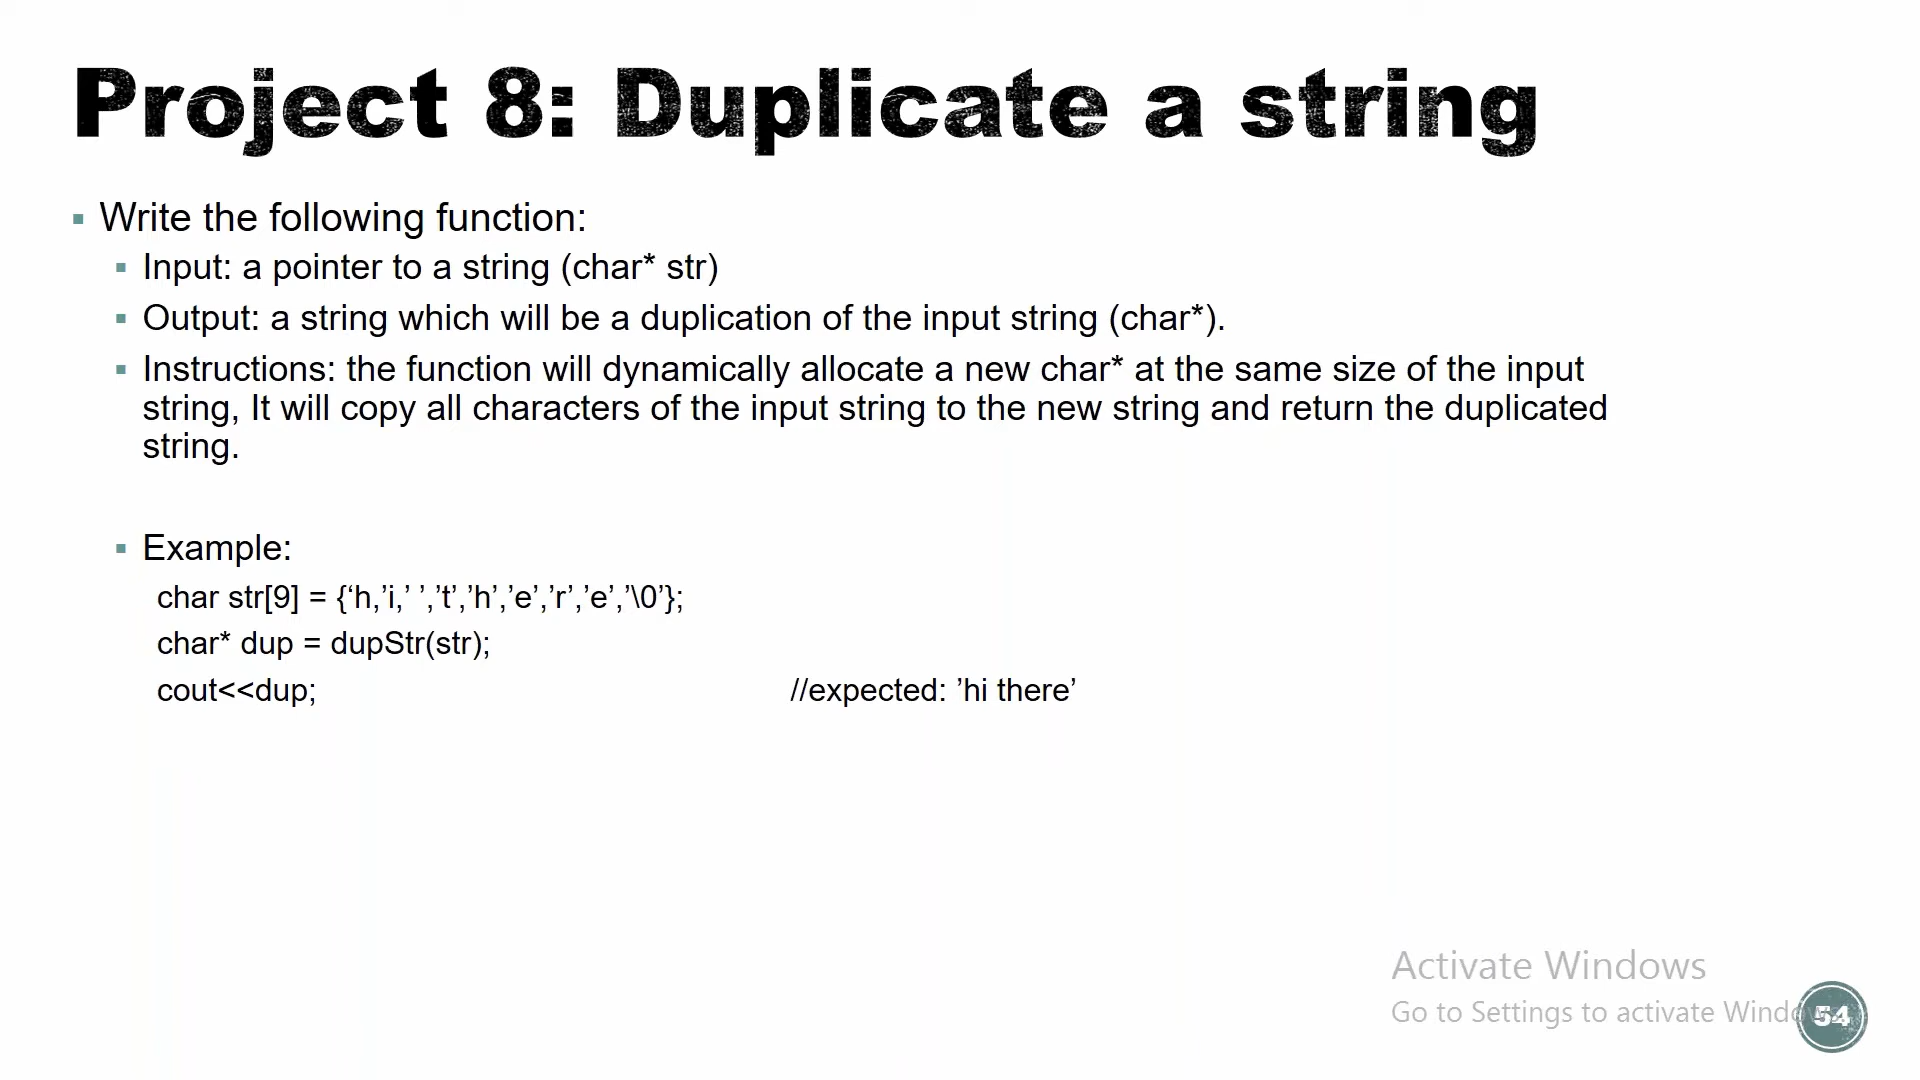 Project 8: Duplicate a string
Write the following function:
Input: a pointer to a string (char* str)
Output: a string which will be a duplication of the input string (char*).
Instructions: the function will dynamically allocate a new char* at the same size of the input
string, It will copy all characters of the input string to the new string and return the duplicated
string.
Example:
char str[9] = {‘h,’i,’ ’,’t’,’h’,’e’,’r’,’e’,’\0’};
char* dup = dupStr(str);
cout<<dup; //expected: ’hi there’
Activate Windows
Go to Settings to activate Windows.
54